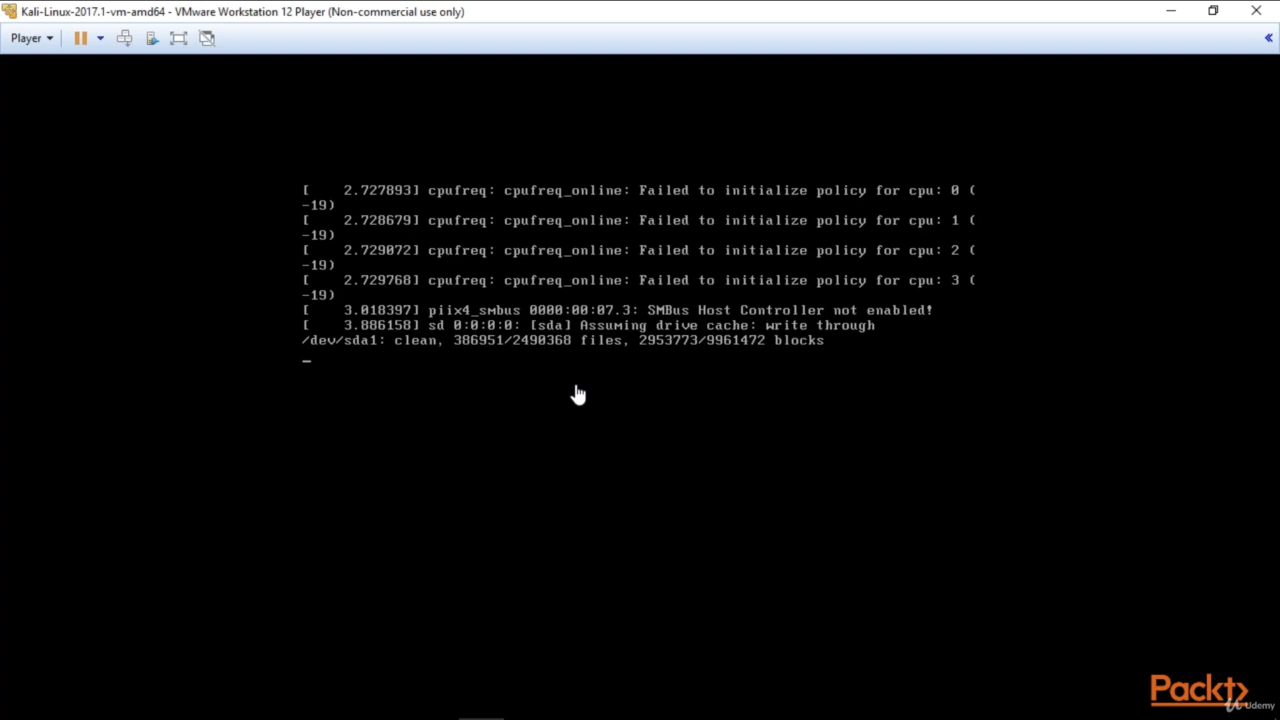 Kali-Linux-2017.1-vm-amd64 - VMware Workstation 12 Player (Non-commercial use only)
Player
[    2.727893] cpufreq: cpufreq_online: Failed to initialize policy for cpu: 0 (
-19)
[    2.728679] cpufreq: cpufreq_online: Failed to initialize policy for cpu: 1 (
-19)
[    2.729072] cpufreq: cpufreq_online: Failed to initialize policy for cpu: 2 (
-19)
[    2.729768] cpufreq: cpufreq_online: Failed to initialize policy for cpu: 3 (
-19)
[    3.018397] piix4_smbus 0000:00:07.3: SMBus Host Controller not enabled!
[    3.886158] sd 0:0:0:0: [sda] Assuming drive cache: write through
/dev/sda1: clean, 386951/2490368 files, 2953773/9961472 blocks
_
Packt>
Udemy